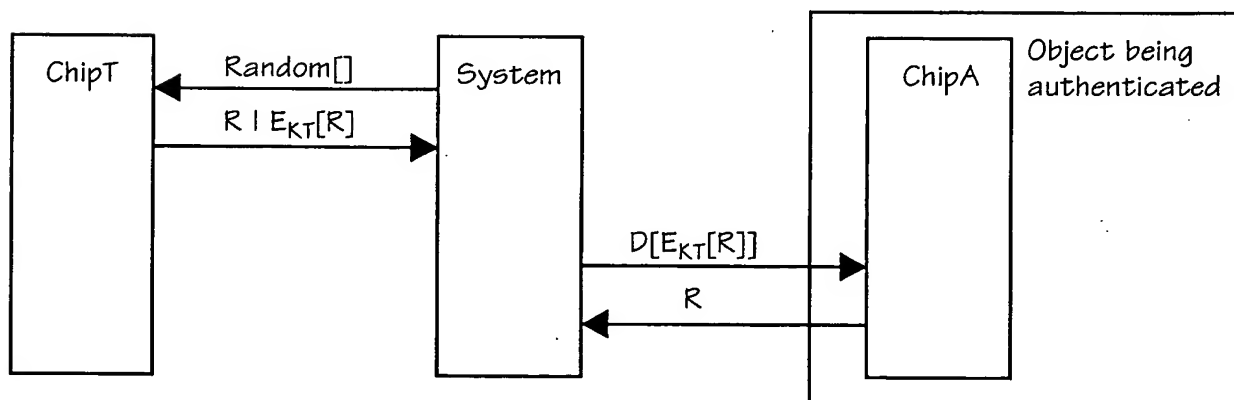 ChipT
Random[]
R | E_KT[R]
System
D[E_KT[R]]
R
ChipA
Object being
authenticated